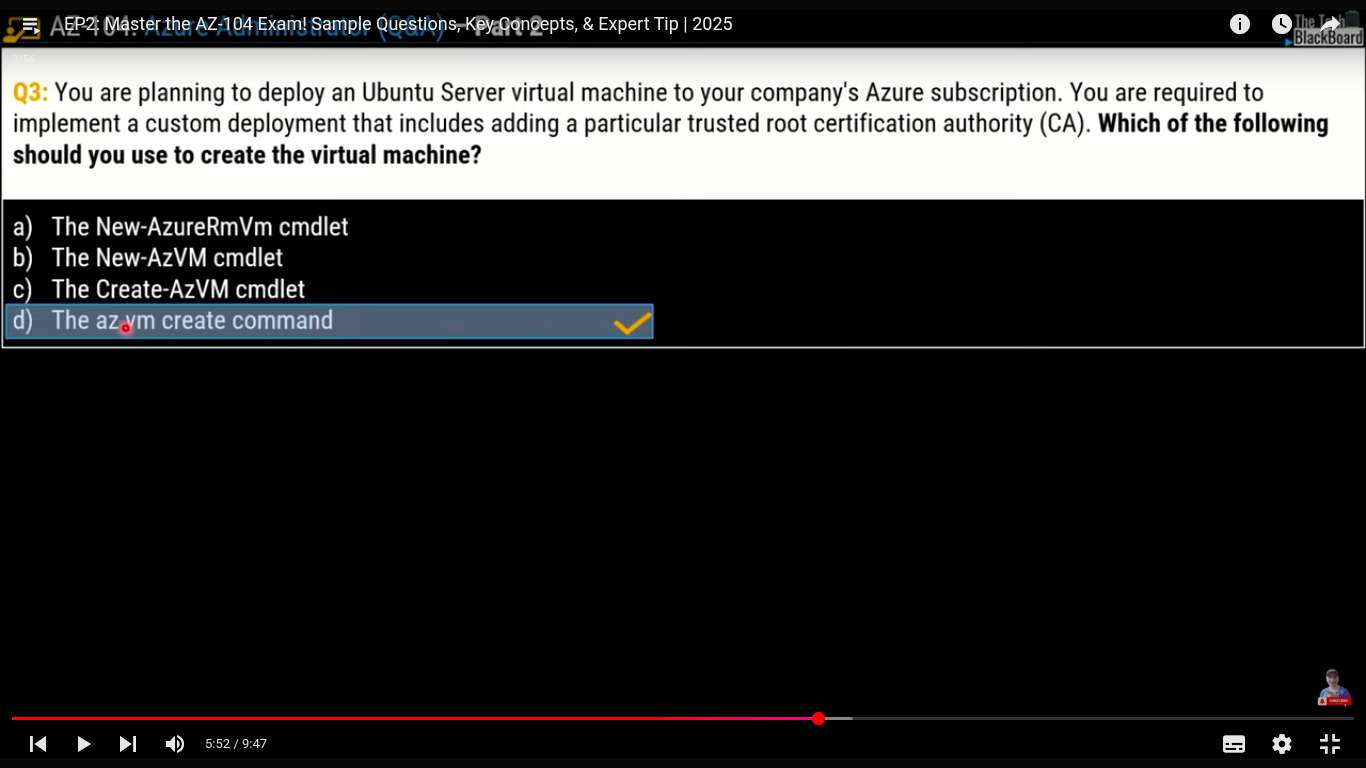 EP2: Master the AZ-104 Exam! Sample Questions, Key Concepts, & Expert Tip | 2025
AZ-104: Azure Administrator (Q&A) - Part 2
The Tech
BlackBoard
Q3: You are planning to deploy an Ubuntu Server virtual machine to your company's Azure subscription. You are required to
implement a custom deployment that includes adding a particular trusted root certification authority (CA). Which of the following
should you use to create the virtual machine?
a) The New-AzureRmVm cmdlet
b) The New-AzVM cmdlet
c) The Create-AzVM cmdlet
d) The az vm create command
5:52 / 9:47